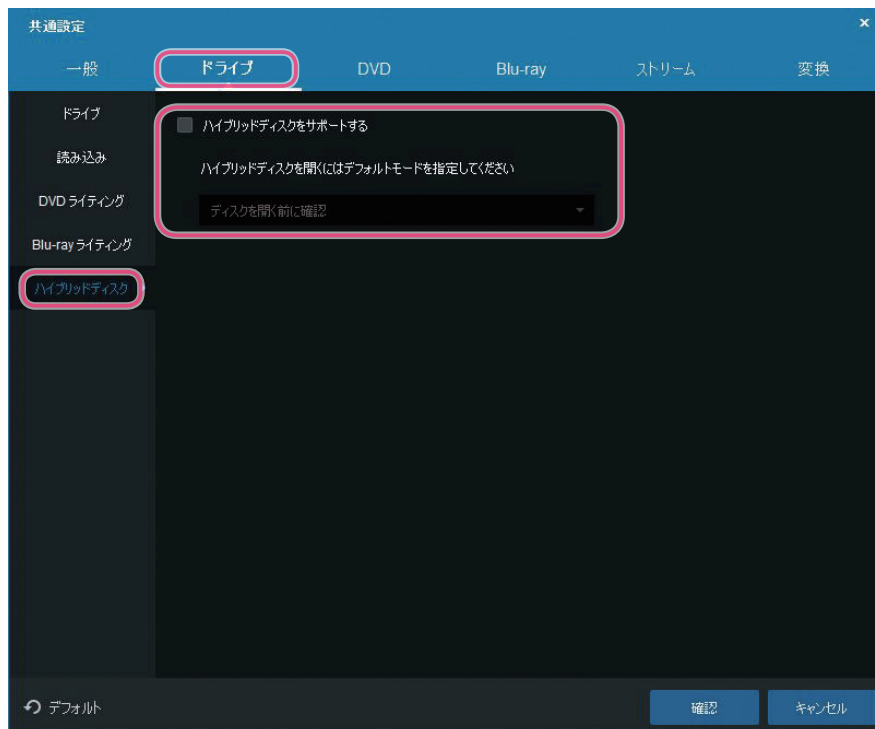 共通設定
×
一般 ドライブ DVD Blu-ray ストリーム 変換
ドライブ
読み込み
DVD ライティング
Blu-ray ライティング
ハイブリッドディスク
ハイブリッドディスクをサポートする
ハイブリッドディスクを開くにはデフォルトモードを指定してください
ディスクを開く前に確認
デフォルト
確認
キャンセル